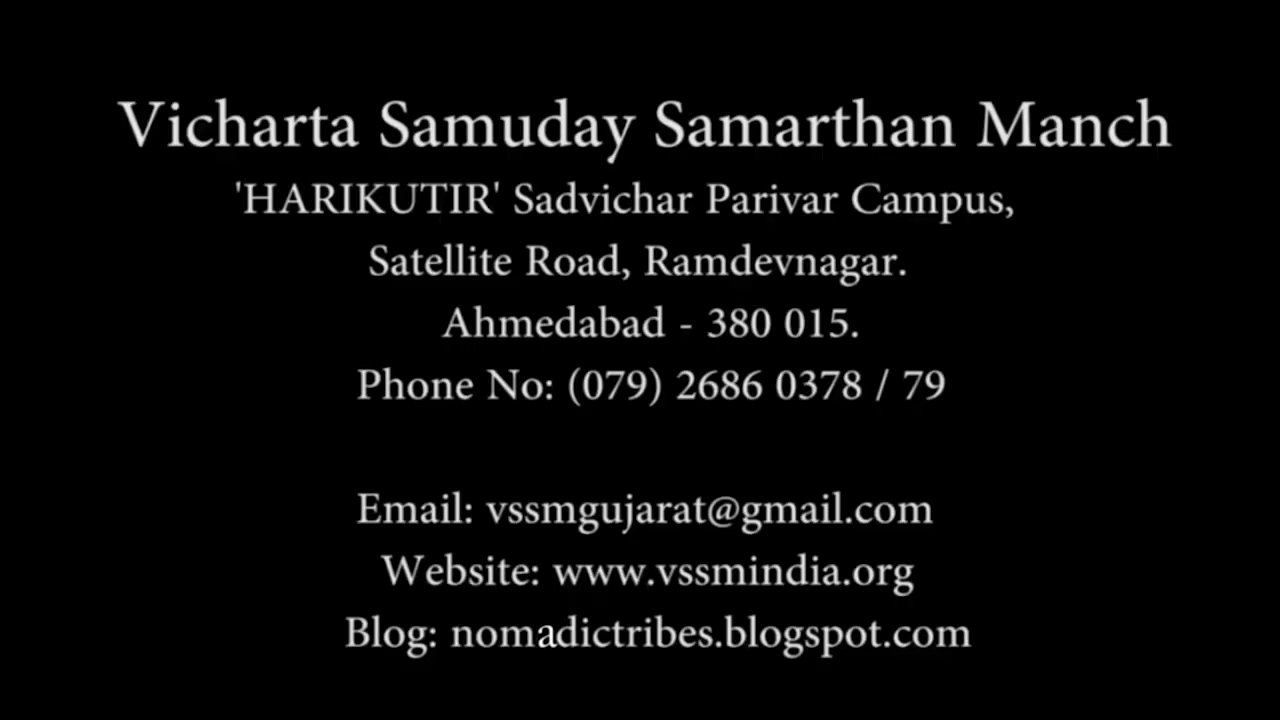 Vicharta Samuday Samarthan Manch
'HARIKUTIR' Sadvichar Parivar Campus,
Satellite Road, Ramdevnagar.
Ahmedabad - 380 015.
Phone No: (079) 2686 0378 / 79
Email: vssmgujarat@gmail.com
Website: www.vssmindia.org
Blog: nomadictribes.blogspot.com